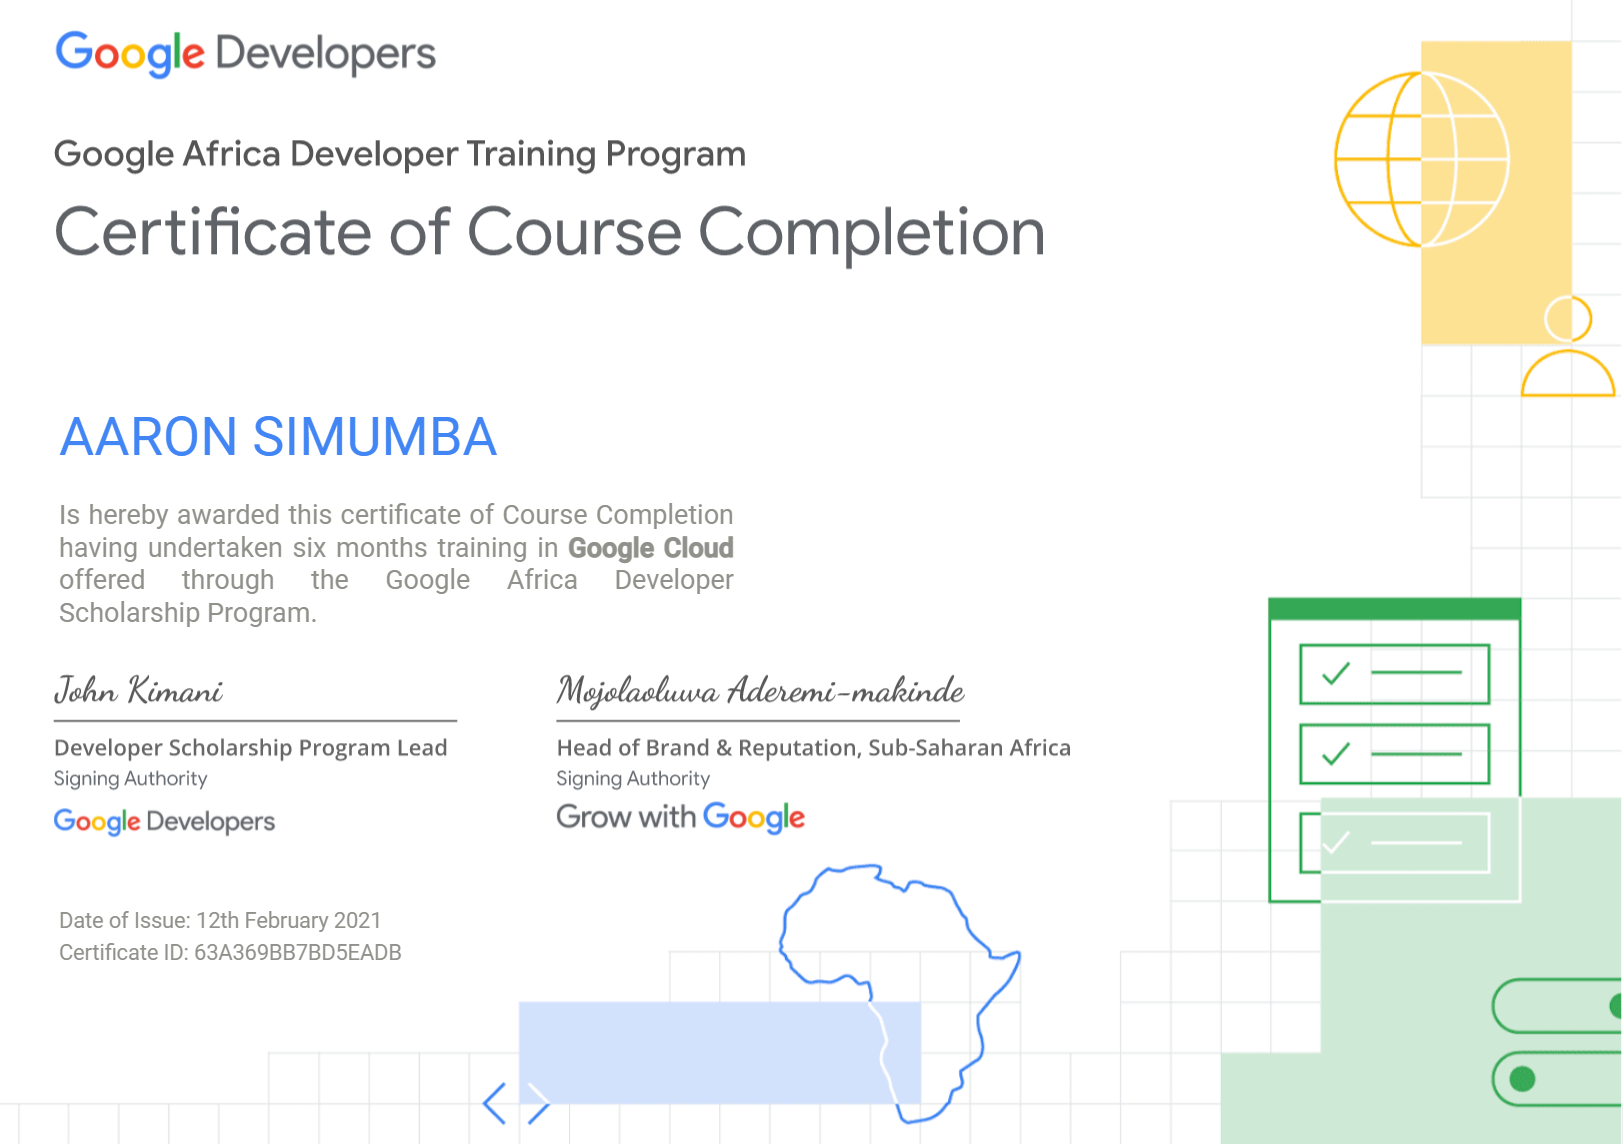 Google Developers
Google Africa Developer Training Program
Certificate of Course Completion
AARON SIMUMBA
Is hereby awarded this certificate of Course Completion
having undertaken six months training in Google Cloud
offered through the Google Africa Developer
Scholarship Program.
John Kimani
Developer Scholarship Program Lead
Signing Authority
Google Developers
Mojolaoluwa Aderemi-makinde
Head of Brand & Reputation, Sub-Saharan Africa
Signing Authority
Grow with Google
Date of Issue: 12th February 2021
Certificate ID: 63A369BB7BD5EADB